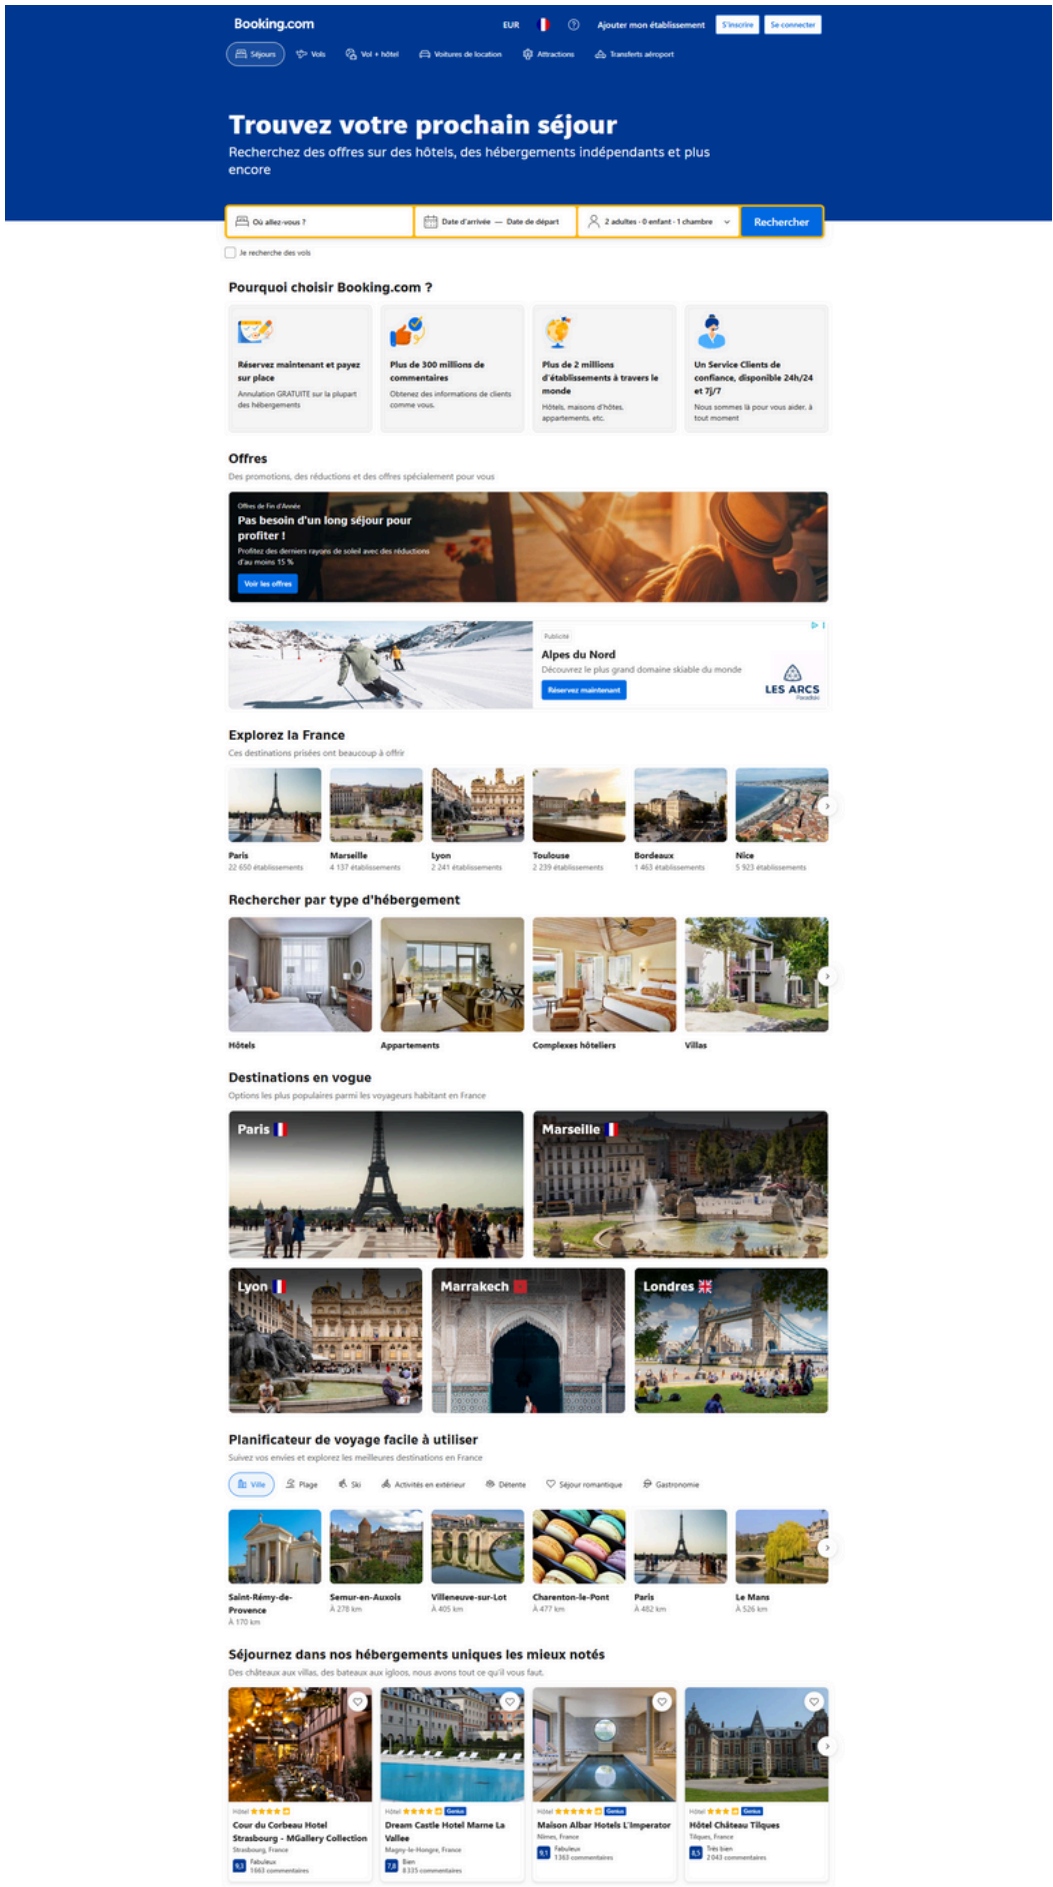 Booking.com
EUR
Ajouter mon établissement
S'inscrire
Se connecter
Séjours
Vols
Vol + hôtel
Voitures de location
Attractions
Transferts aéroport
Trouvez votre prochain séjour
Recherchez des offres sur des hôtels, des hébergements indépendants et plus
encore
Où allez-vous ?
Date d'arrivée — Date de départ
2 adultes · 0 enfant · 1 chambre
Rechercher
Je recherche des vols
Pourquoi choisir Booking.com ?
Réservez maintenant et payez
sur place
Annulation GRATUITE sur la plupart
des hébergements
Plus de 300 millions de
commentaires
Obtenez des informations de clients
comme vous.
Plus de 2 millions
d'établissements à travers le
monde
Hôtels, maisons d'hôtes,
appartements, etc.
Un Service Clients de
confiance, disponible 24h/24
et 7j/7
Nous sommes là pour vous aider, à
tout moment
Offres
Des promotions, des réductions et des offres spécialement pour vous
Offres de Fin d'Année
Pas besoin d'un long séjour pour
profiter !
Profitez des derniers rayons de soleil avec des réductions
d'au moins 15 %
Voir les offres
Publicité
Alpes du Nord
Découvrez le plus grand domaine skiable du monde
Réservez maintenant
LES ARCS
Paradiski
Explorez la France
Ces destinations prisées ont beaucoup à offrir
Paris
22 650 établissements
Marseille
4 137 établissements
Lyon
2 241 établissements
Toulouse
2 239 établissements
Bordeaux
1 463 établissements
Nice
5 923 établissements
Rechercher par type d'hébergement
Hôtels
Appartements
Complexes hôteliers
Villas
Destinations en vogue
Options les plus populaires parmi les voyageurs habitant en France
Paris
Marseille
Lyon
Marrakech
Londres
Planificateur de voyage facile à utiliser
Suivez vos envies et explorez les meilleures destinations en France
Ville
Plage
Ski
Activités en extérieur
Détente
Séjour romantique
Gastronomie
Saint-Rémy-de-
Provence
À 170 km
Semur-en-Auxois
À 278 km
Villeneuve-sur-Lot
À 405 km
Charenton-le-Pont
À 477 km
Paris
À 482 km
Le Mans
À 526 km
Séjournez dans nos hébergements uniques les mieux notés
Des châteaux aux villas, des bateaux aux igloos, nous avons tout ce qu'il vous faut.
Hôtel
Cour du Corbeau Hotel
Strasbourg - MGallery Collection
Strasbourg, France
9,3
Fabuleux
1 663 commentaires
Hôtel
Genius
Dream Castle Hotel Marne La
Vallee
Magny-le-Hongre, France
7,8
Bien
8 335 commentaires
Hôtel
Genius
Maison Albar Hotels L'Imperator
Nîmes, France
9,1
Fabuleux
1 363 commentaires
Hôtel
Genius
Hôtel Château Tilques
Tilques, France
8,5
Très bien
2 043 commentaires